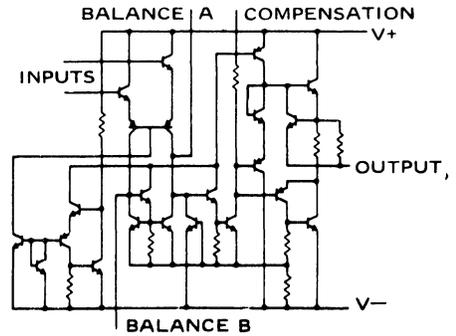 BALANCE A COMPENSATION
V+
INPUTS
OUTPUT,
V−
BALANCE B